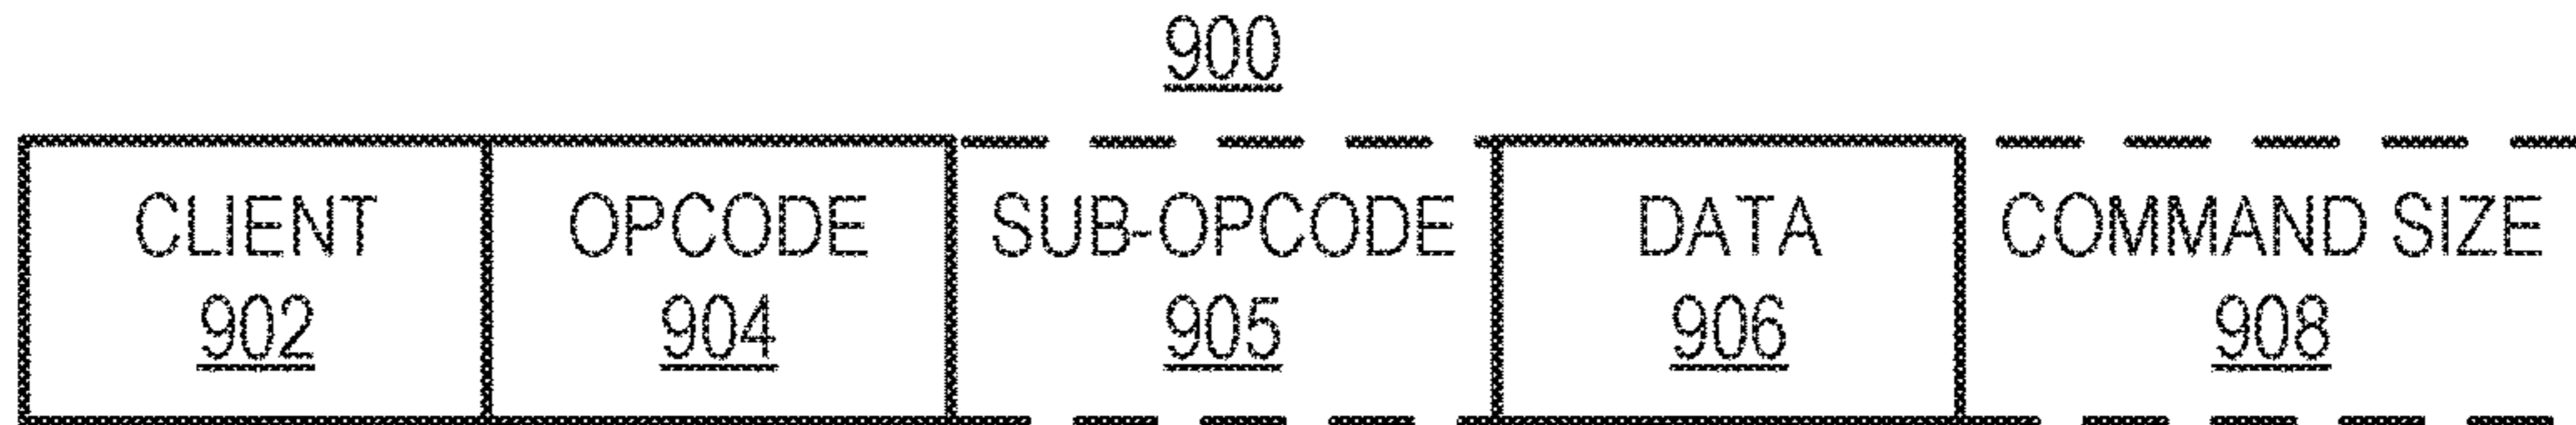 900
CLIENT OPCODE SUB-OPCODE DATA COMMAND SIZE
902 904 905 906 908